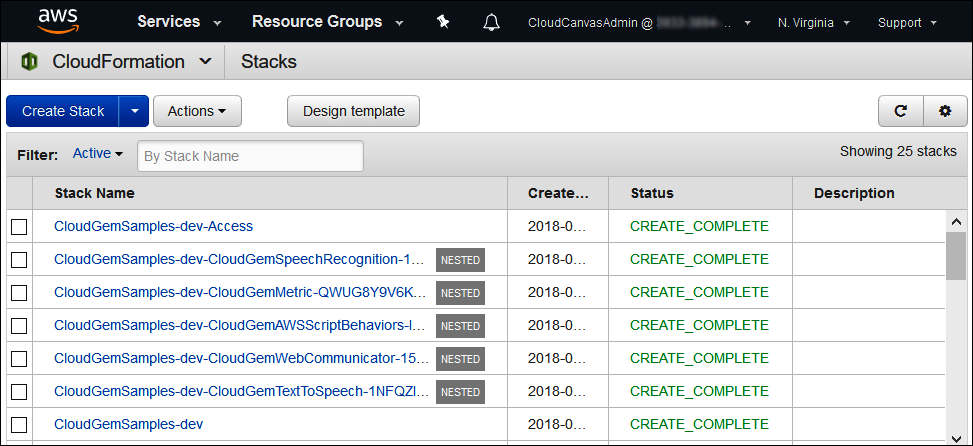 aws Services Resource Groups CloudCanvasAdmin @ N. Virginia Support
CloudFormation Stacks
Create Stack Actions Design template
Filter: Active By Stack Name Showing 25 stacks
Stack Name Create... Status Description
CloudGemSamples-dev-Access 2018-0... CREATE_COMPLETE
CloudGemSamples-dev-CloudGemSpeechRecognition-1... NESTED 2018-0... CREATE_COMPLETE
CloudGemSamples-dev-CloudGemMetric-QWUG8Y9V6K... NESTED 2018-0... CREATE_COMPLETE
CloudGemSamples-dev-CloudGemAWSScriptBehaviors-I... NESTED 2018-0... CREATE_COMPLETE
CloudGemSamples-dev-CloudGemWebCommunicator-15... NESTED 2018-0... CREATE_COMPLETE
CloudGemSamples-dev-CloudGemTextToSpeech-1NFQZI... NESTED 2018-0... CREATE_COMPLETE
CloudGemSamples-dev 2018-0... CREATE_COMPLETE